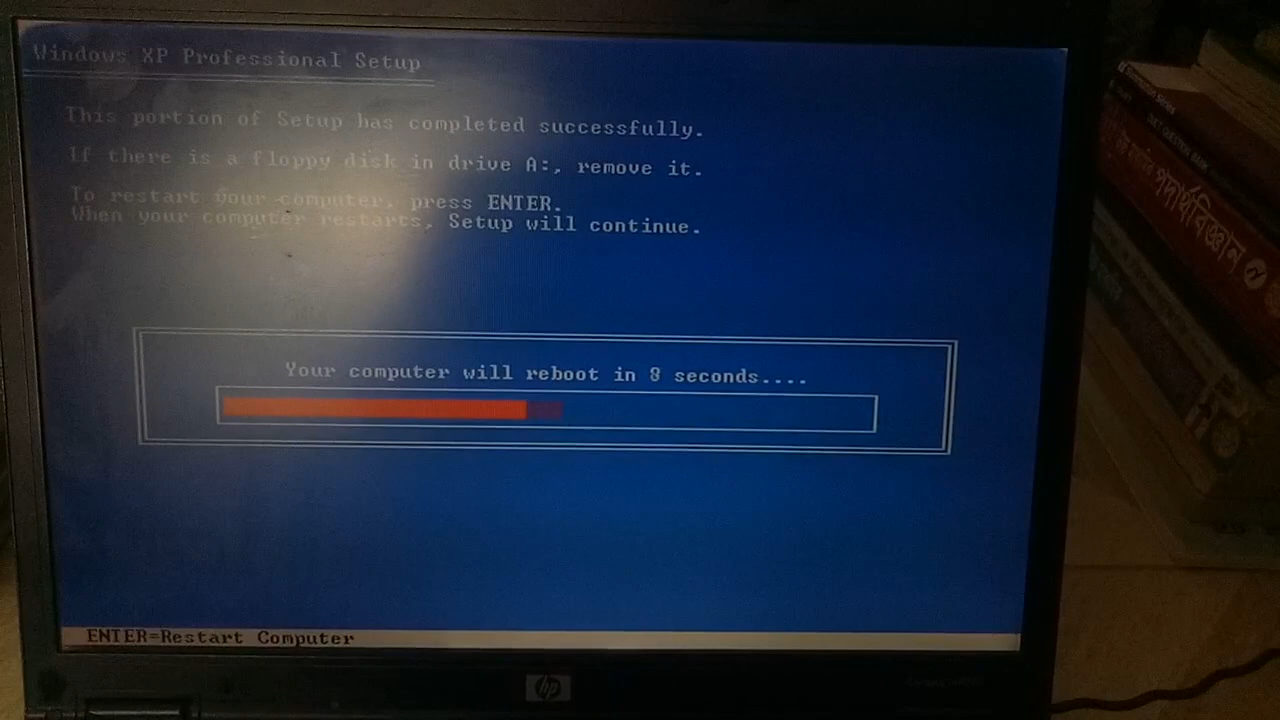 Windows XP Professional Setup
This portion of Setup has completed successfully.
If there is a floppy disk in drive A:, remove it.
To restart your computer, press ENTER.
When your computer restarts, Setup will continue.
Your computer will reboot in 8 seconds....
ENTER=Restart Computer
hp
পদার্থবিজ্ঞান